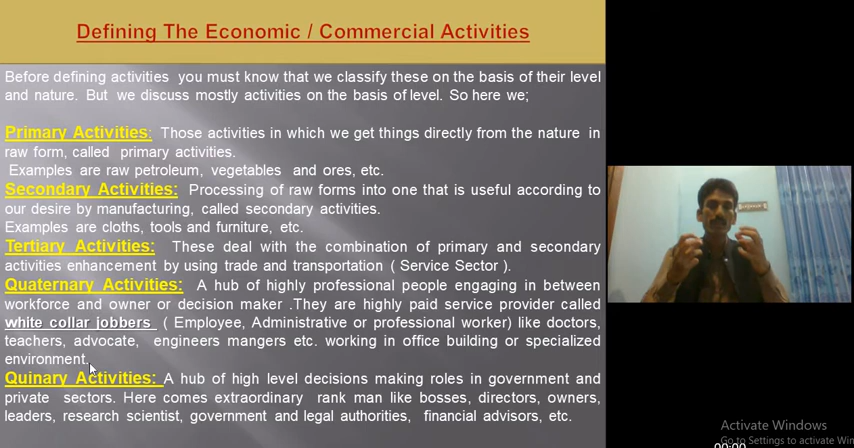 Defining The Economic / Commercial Activities
Before defining activities you must know that we classify these on the basis of their level
and nature. But we discuss mostly activities on the basis of level. So here we;
Primary Activities: Those activities in which we get things directly from the nature in
raw form, called primary activities.
Examples are raw petroleum, vegetables and ores, etc.
Secondary Activities: Processing of raw forms into one that is useful according to
our desire by manufacturing, called secondary activities.
Examples are cloths, tools and furniture, etc.
Tertiary Activities: These deal with the combination of primary and secondary
activities enhancement by using trade and transportation ( Service Sector ).
Quaternary Activities: A hub of highly professional people engaging in between
workforce and owner or decision maker .They are highly paid service provider called
white collar jobbers ( Employee, Administrative or professional worker) like doctors,
teachers, advocate, engineers mangers etc. working in office building or specialized
environment.
Quinary Activities: A hub of high level decisions making roles in government and
private sectors. Here comes extraordinary rank man like bosses, directors, owners,
leaders, research scientist, government and legal authorities, financial advisors, etc.
Activate Windows
Go to Settings to activate Wi
00:00